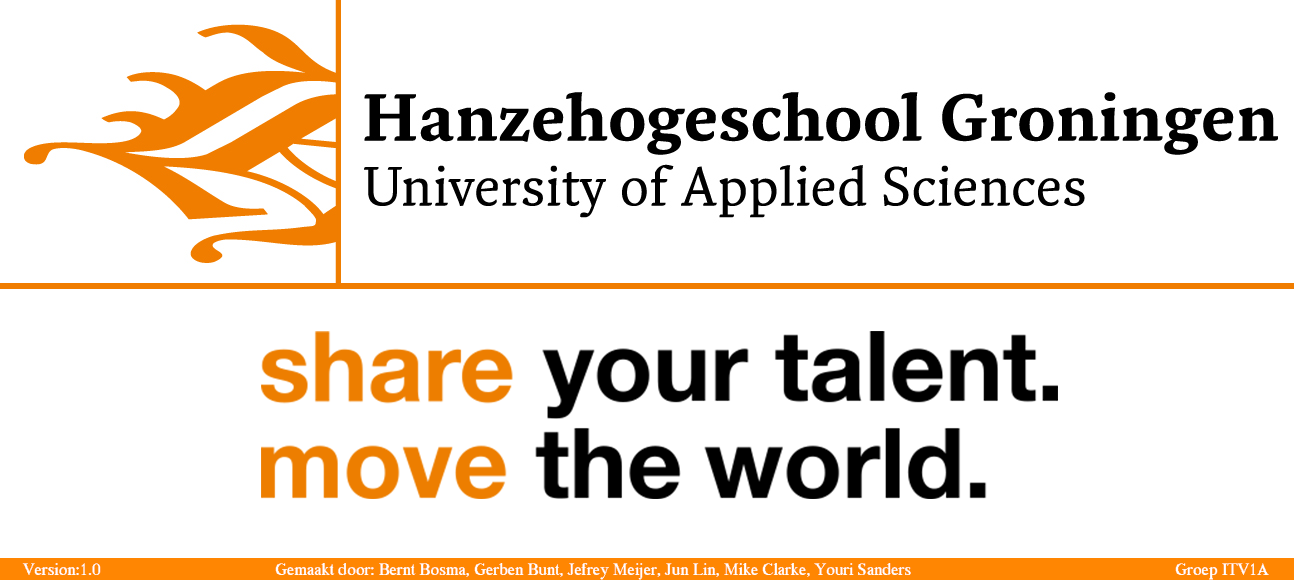 Hanzehogeschool Groningen
University of Applied Sciences
share your talent.
move the world.
Version:1.0 Gemaakt door: Bernt Bosma, Gerben Bunt, Jefrey Meijer, Jun Lin, Mike Clarke, Youri Sanders Groep ITV1A